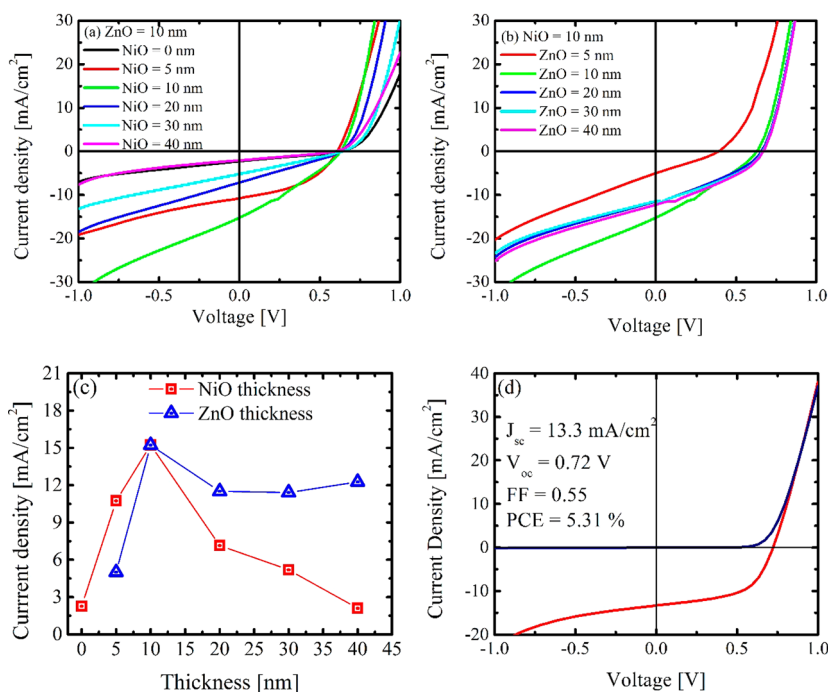 (a) ZnO = 10 nm
NiO = 0 nm
NiO = 5 nm
NiO = 10 nm
NiO = 20 nm
NiO = 30 nm
NiO = 40 nm
30
20
10
0
-10
-20
-30
-1.0
-0.5
0.0
0.5
1.0
Voltage [V]
Current density [mA/cm²]
(b) NiO = 10 nm
ZnO = 5 nm
ZnO = 10 nm
ZnO = 20 nm
ZnO = 30 nm
ZnO = 40 nm
30
20
10
0
-10
-20
-30
-1.0
-0.5
0.0
0.5
1.0
Voltage [V]
Current density [mA/cm²]
(c)
NiO thickness
ZnO thickness
21
18
15
12
9
6
3
0
0
5
10
15
20
25
30
35
40
45
Thickness [nm]
Currrent density [mA/cm²]
(d)
J_sc = 13.3 mA/cm²
V_oc = 0.72 V
FF = 0.55
PCE = 5.31 %
40
30
20
10
0
-10
-20
-1.0
-0.5
0.0
0.5
1.0
Voltage [V]
Current Density [mA/cm²]